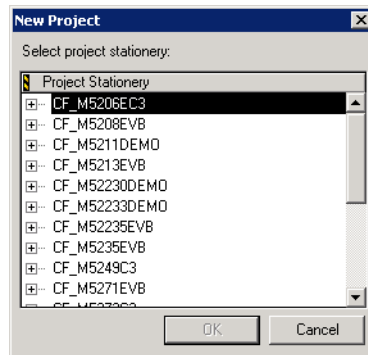 New Project
Select project stationery:
Project Stationery
CF_M5206EC3
CF_M5208EVB
CF_M5211DEMO
CF_M5213EVB
CF_M52230DEMO
CF_M52233DEMO
CF_M52235EVB
CF_M5235EVB
CF_M5249C3
CF_M5271EVB
OK
Cancel